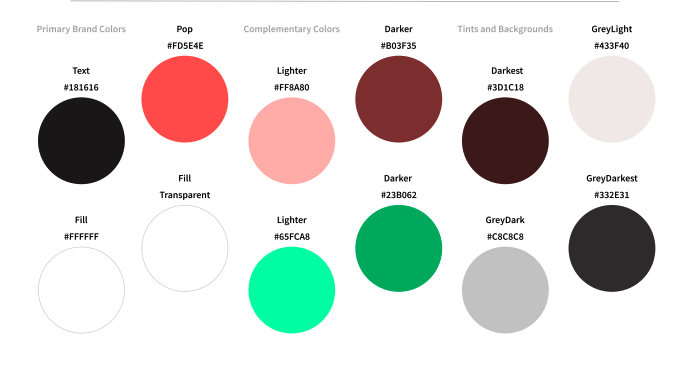 Primary Brand Colors
Text
#181616
Fill
#FFFFFF
Pop
#FD5E4E
Fill
Transparent
Complementary Colors
Lighter
#FF8A80
Lighter
#65FCA8
Darker
#B03F35
Darker
#23B062
Tints and Backgrounds
Darkest
#3D1C18
GreyDark
#C8C8C8
GreyLight
#433F40
GreyDarkest
#332E31